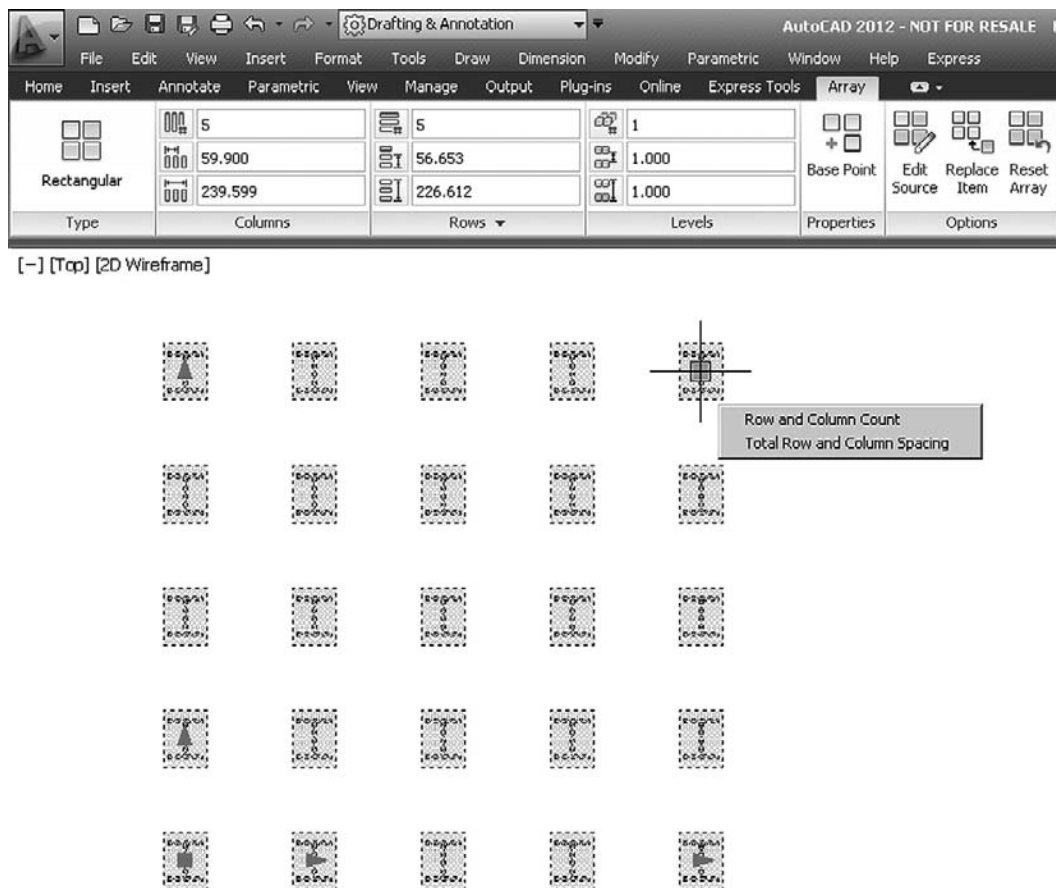 Drafting & Annotation
AutoCAD 2012 - NOT FOR RESALE
File Edit View Insert Format Tools Draw Dimension Modify Parametric Window Help Express
Home Insert Annotate Parametric View Manage Output Plug-ins Online Express Tools Array
5 5 1
59.900 56.653 1.000
239.599 226.612 1.000
Rectangular
Base Point
Edit Source
Replace Item
Reset Array
Type Columns Rows Levels Properties Options
[-] [Top] [2D Wireframe]
Row and Column Count
Total Row and Column Spacing